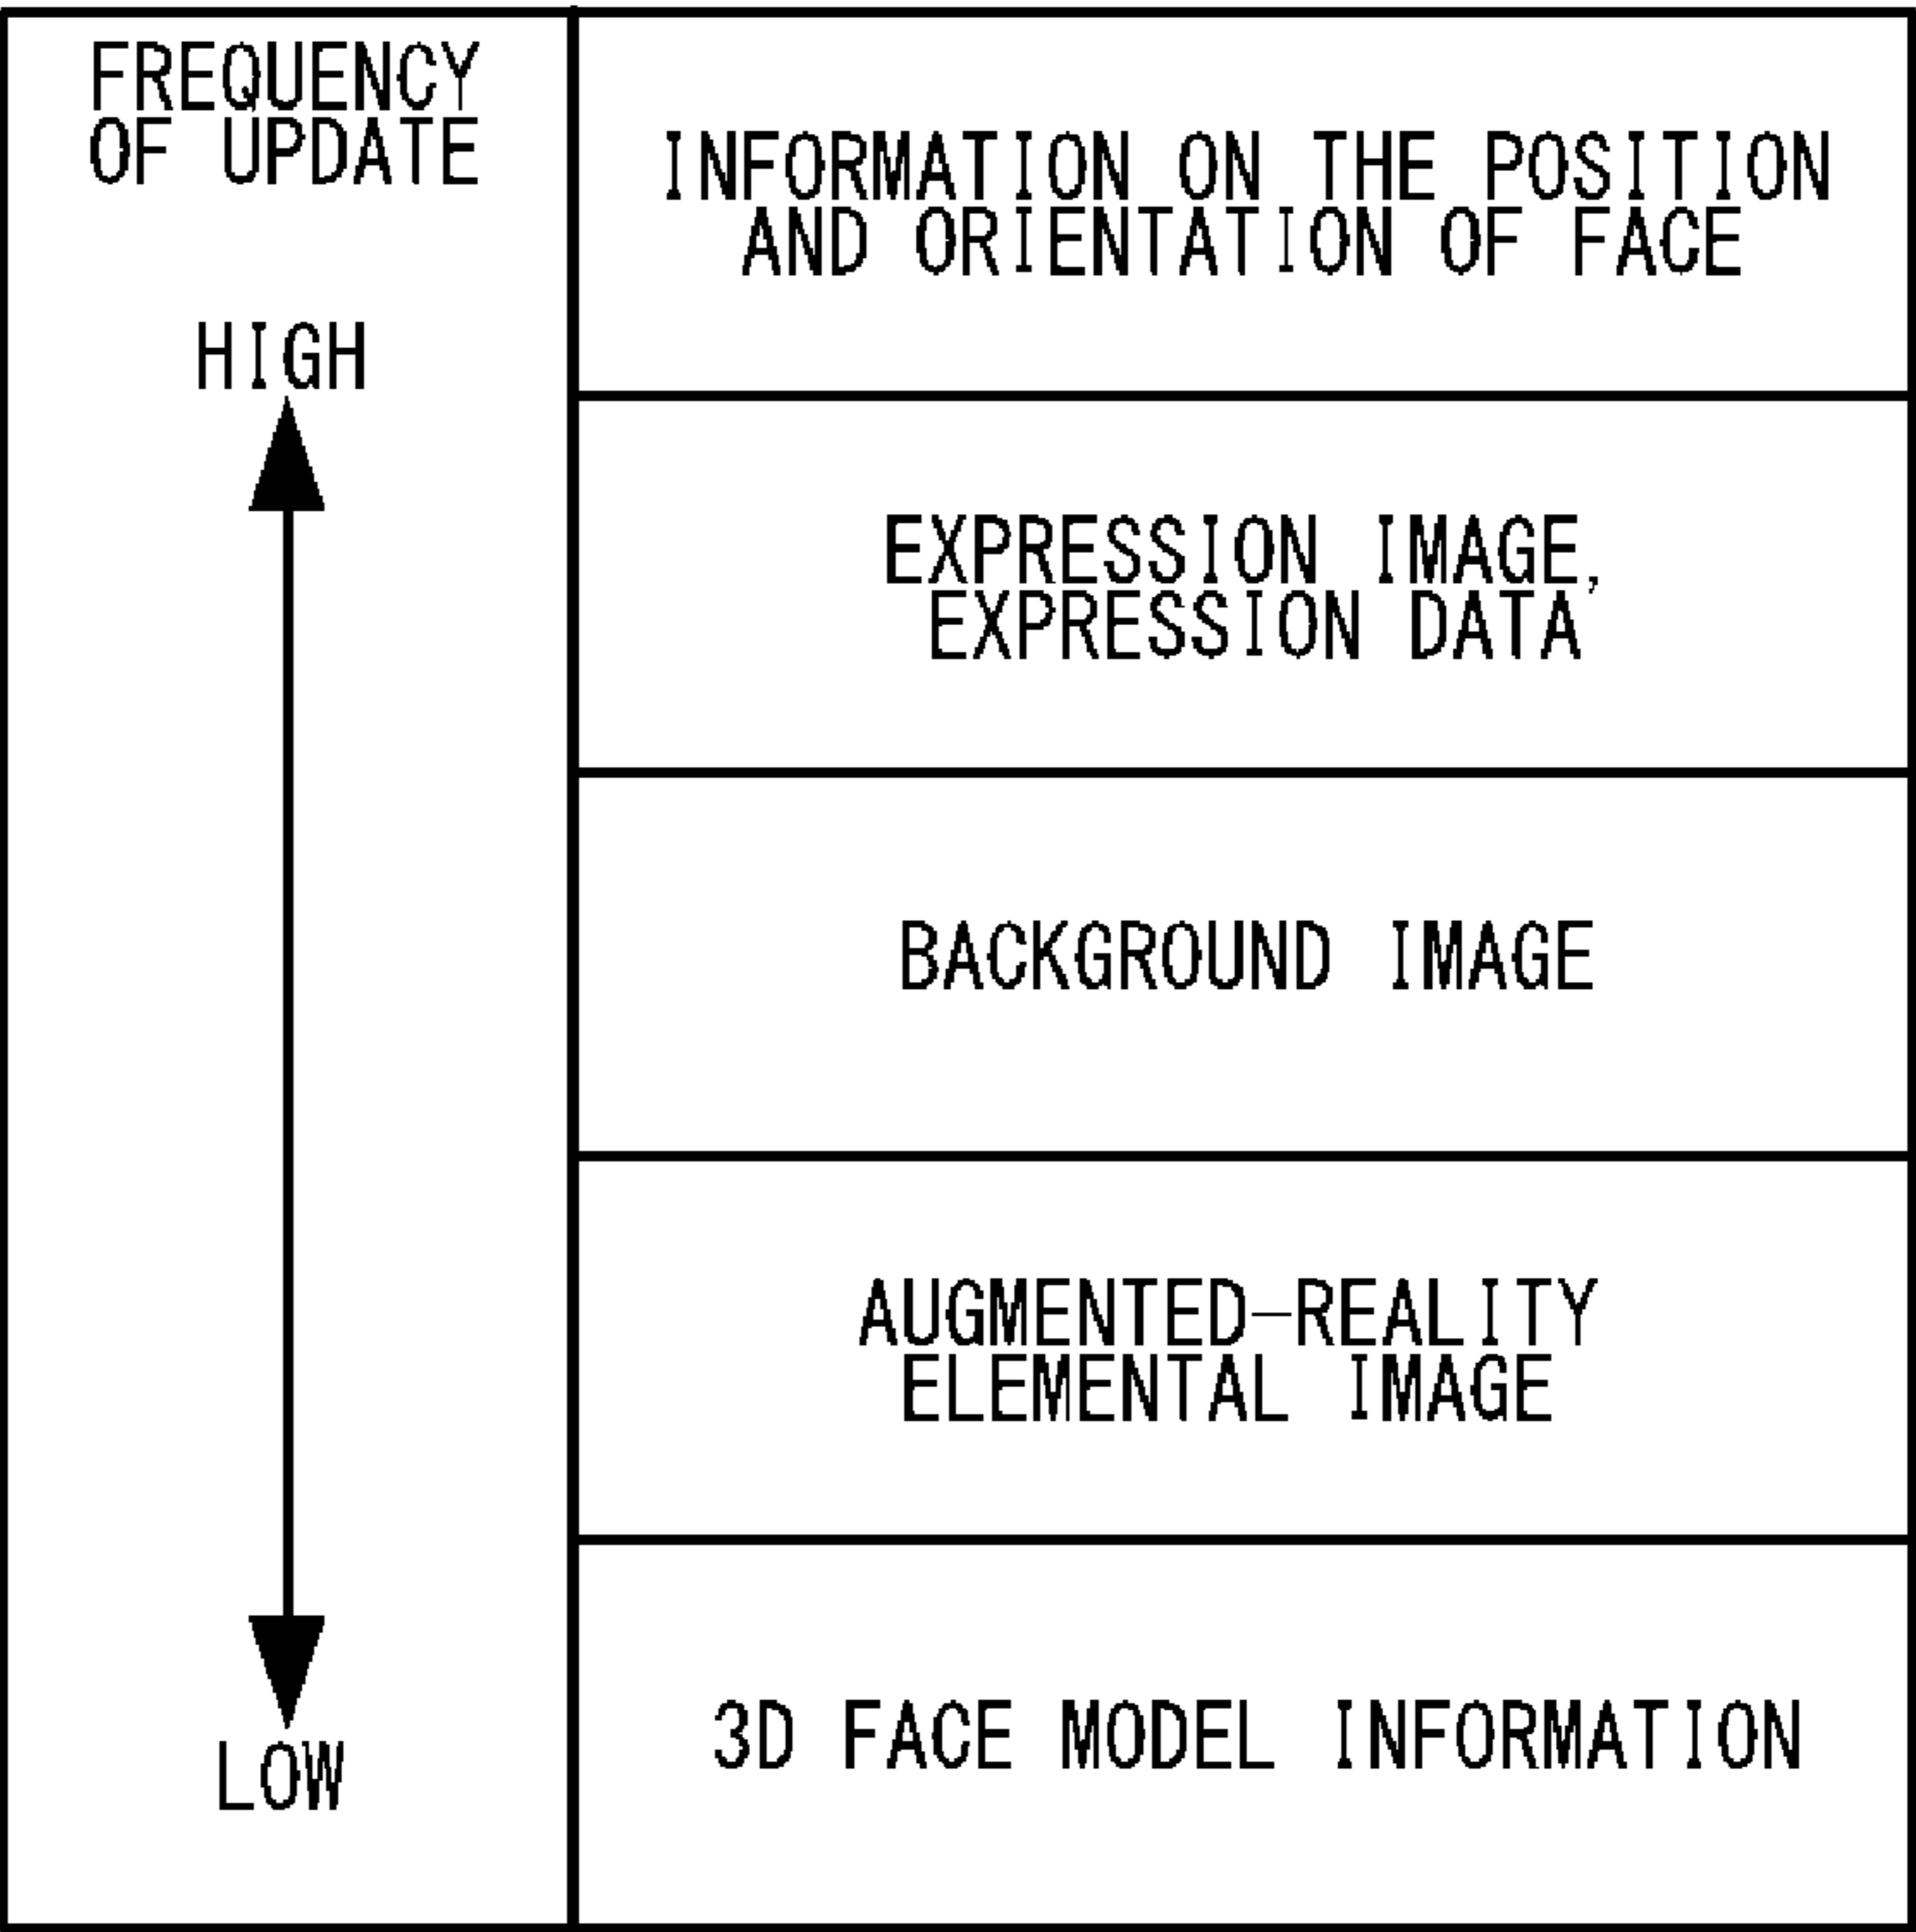 FREQUENCY
OF UPDATE
HIGH
LOW
INFORMATION ON THE POSITION
AND ORIENTATION OF FACE
EXPRESSION IMAGE,
EXPRESSION DATA
BACKGROUND IMAGE
AUGMENTED-REALITY
ELEMENTAL IMAGE
3D FACE MODEL INFORMATION